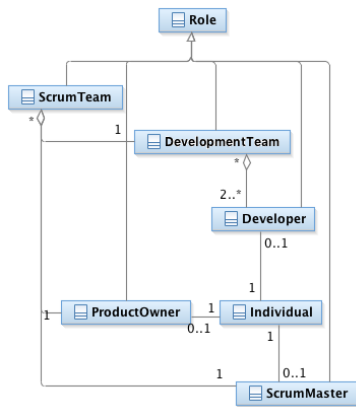 Role
ScrumTeam
*
1
DevelopmentTeam
*
2..*
Developer
0..1
1
ProductOwner
1
Individual
1
0..1
1
1
0..1
ScrumMaster